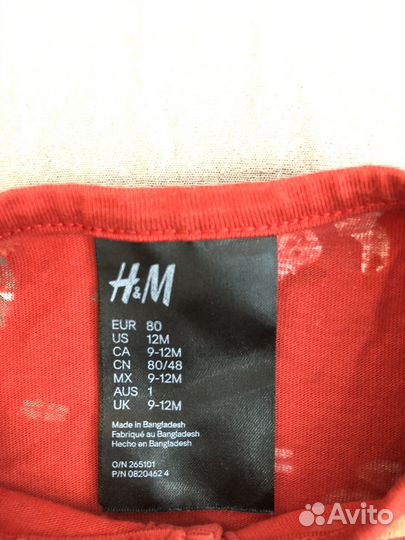 H&M
EUR 80
US 12M
CA 9-12M
CN 80/48
MX 9-12M
AUS 1
UK 9-12M
Made in Bangladesh
Fabriqué au Bangladesh
Hecho en Bangladesh
O/N 265101
P/N 0820462 4
Avito